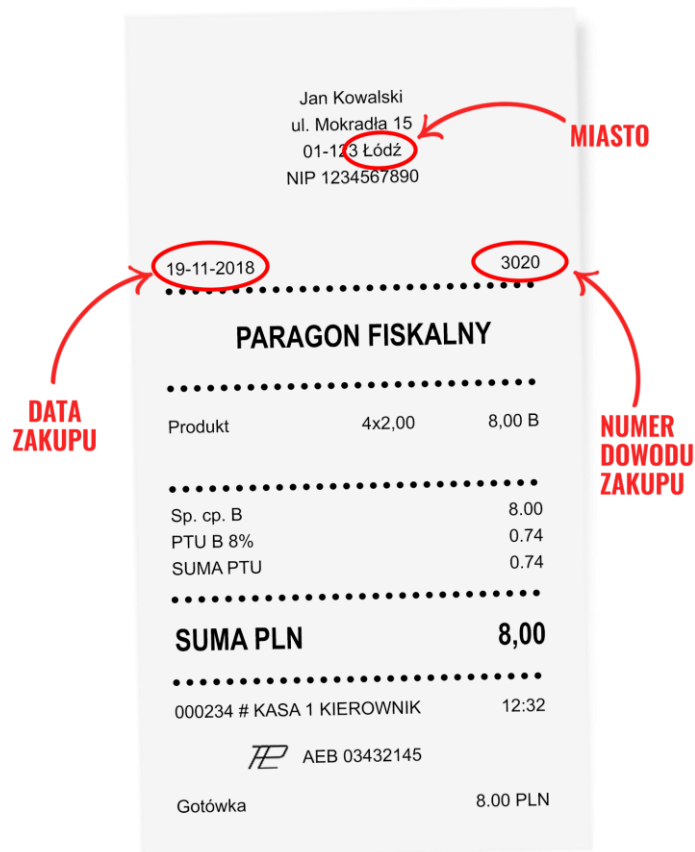 Jan Kowalski
ul. Mokradła 15
01-123 Łódź
NIP 1234567890
MIASTO
19-11-2018 3020
PARAGON FISKALNY
DATA
ZAKUPU
NUMER
DOWODU
ZAKUPU
Produkt 4x2,00 8,00 B
Sp. cp. B 8.00
PTU B 8% 0.74
SUMA PTU 0.74
SUMA PLN 8,00
000234 # KASA 1 KIEROWNIK 12:32
AEB 03432145
Gotówka 8.00 PLN